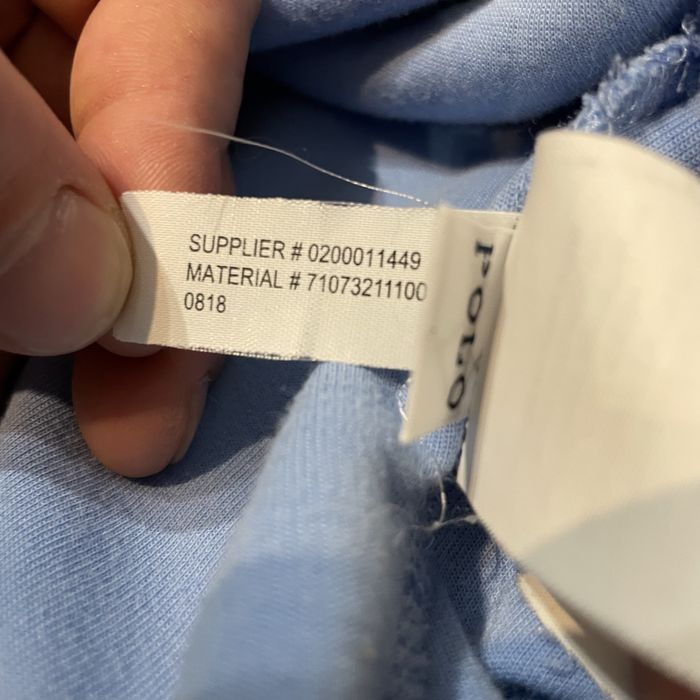 SUPPLIER # 0200011449
MATERIAL # 71073211100
0818
POLO